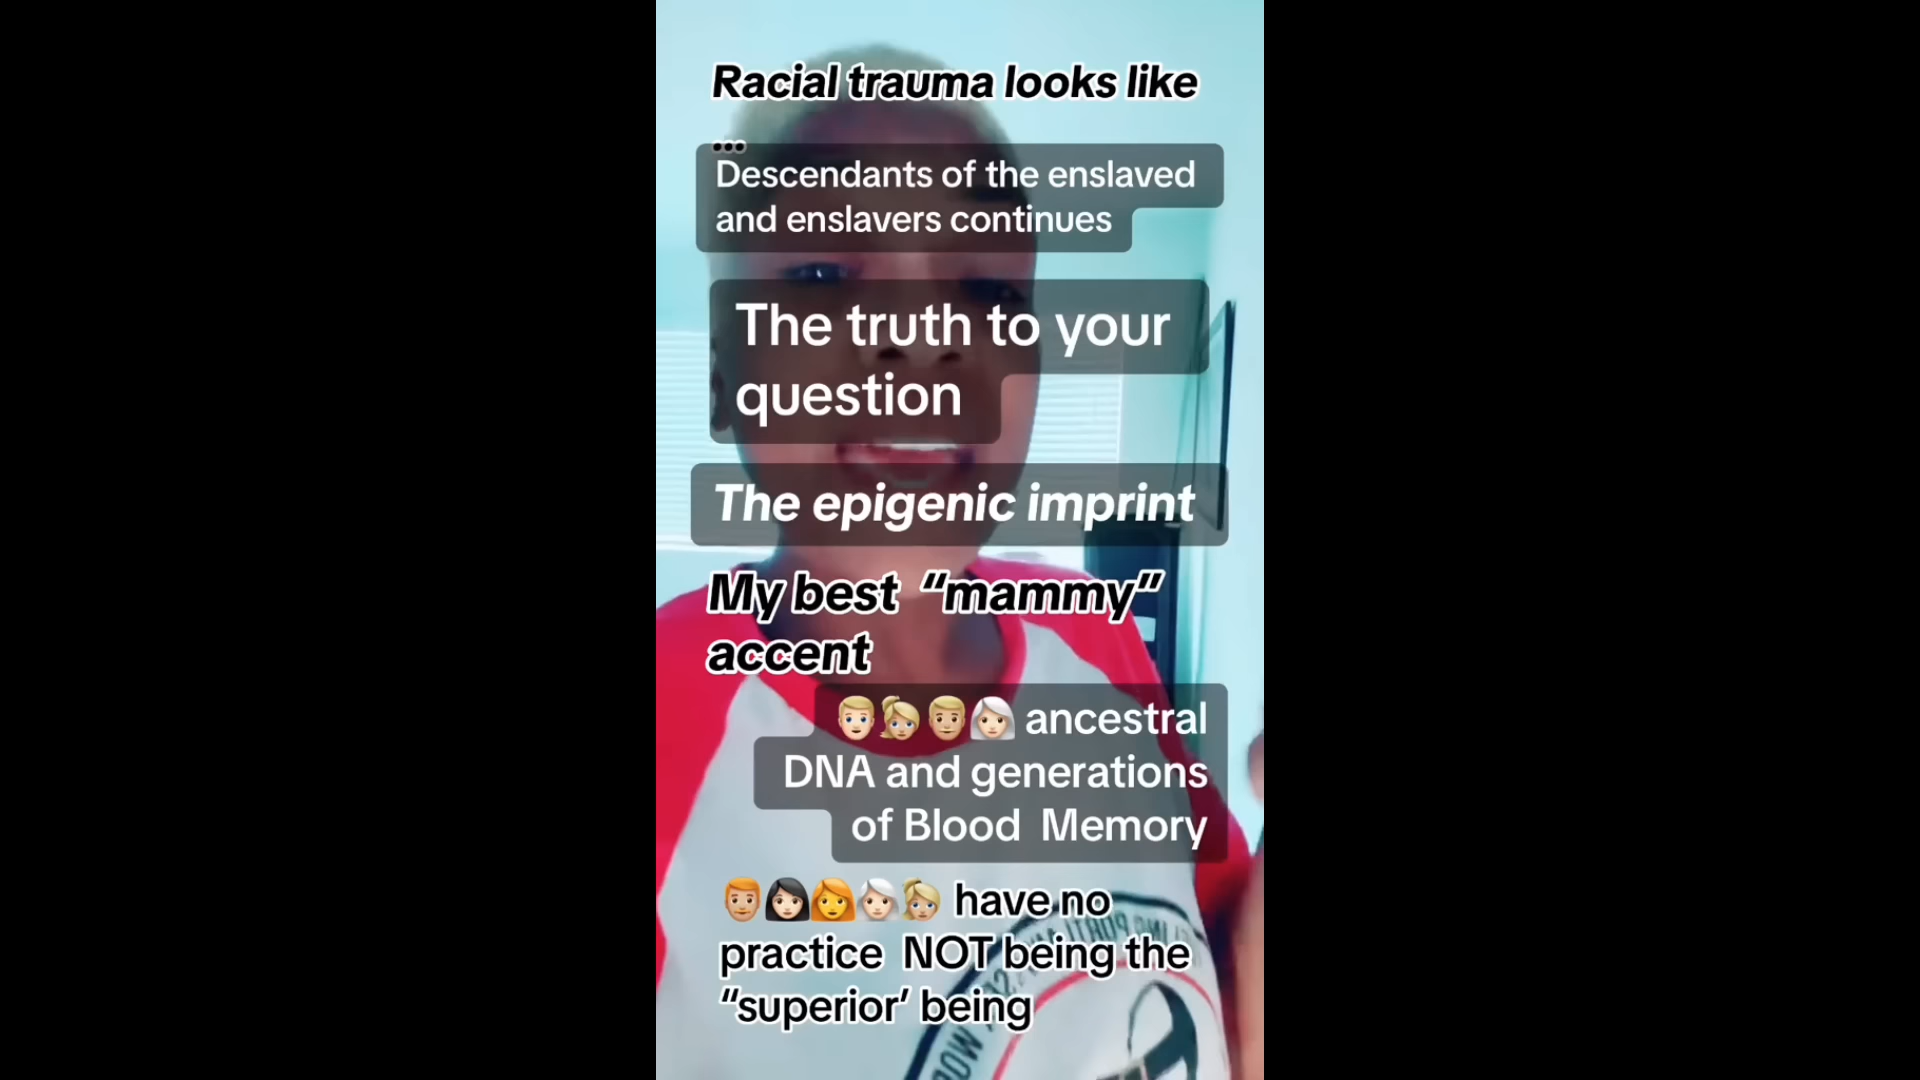 Racial trauma looks like
...
Descendants of the enslaved
and enslavers continues
The truth to your
question
The epigenic imprint
My best “mammy”
accent
👱🏻‍♂️👱🏼‍♀️👱🏼‍♂️👩🏻‍🦳 ancestral
DNA and generations
of Blood Memory
👨🏼‍🦰👩🏻👩‍🦰👩🏻‍🦳👱🏼‍♀️ have no
practice NOT being the
“superior’ being